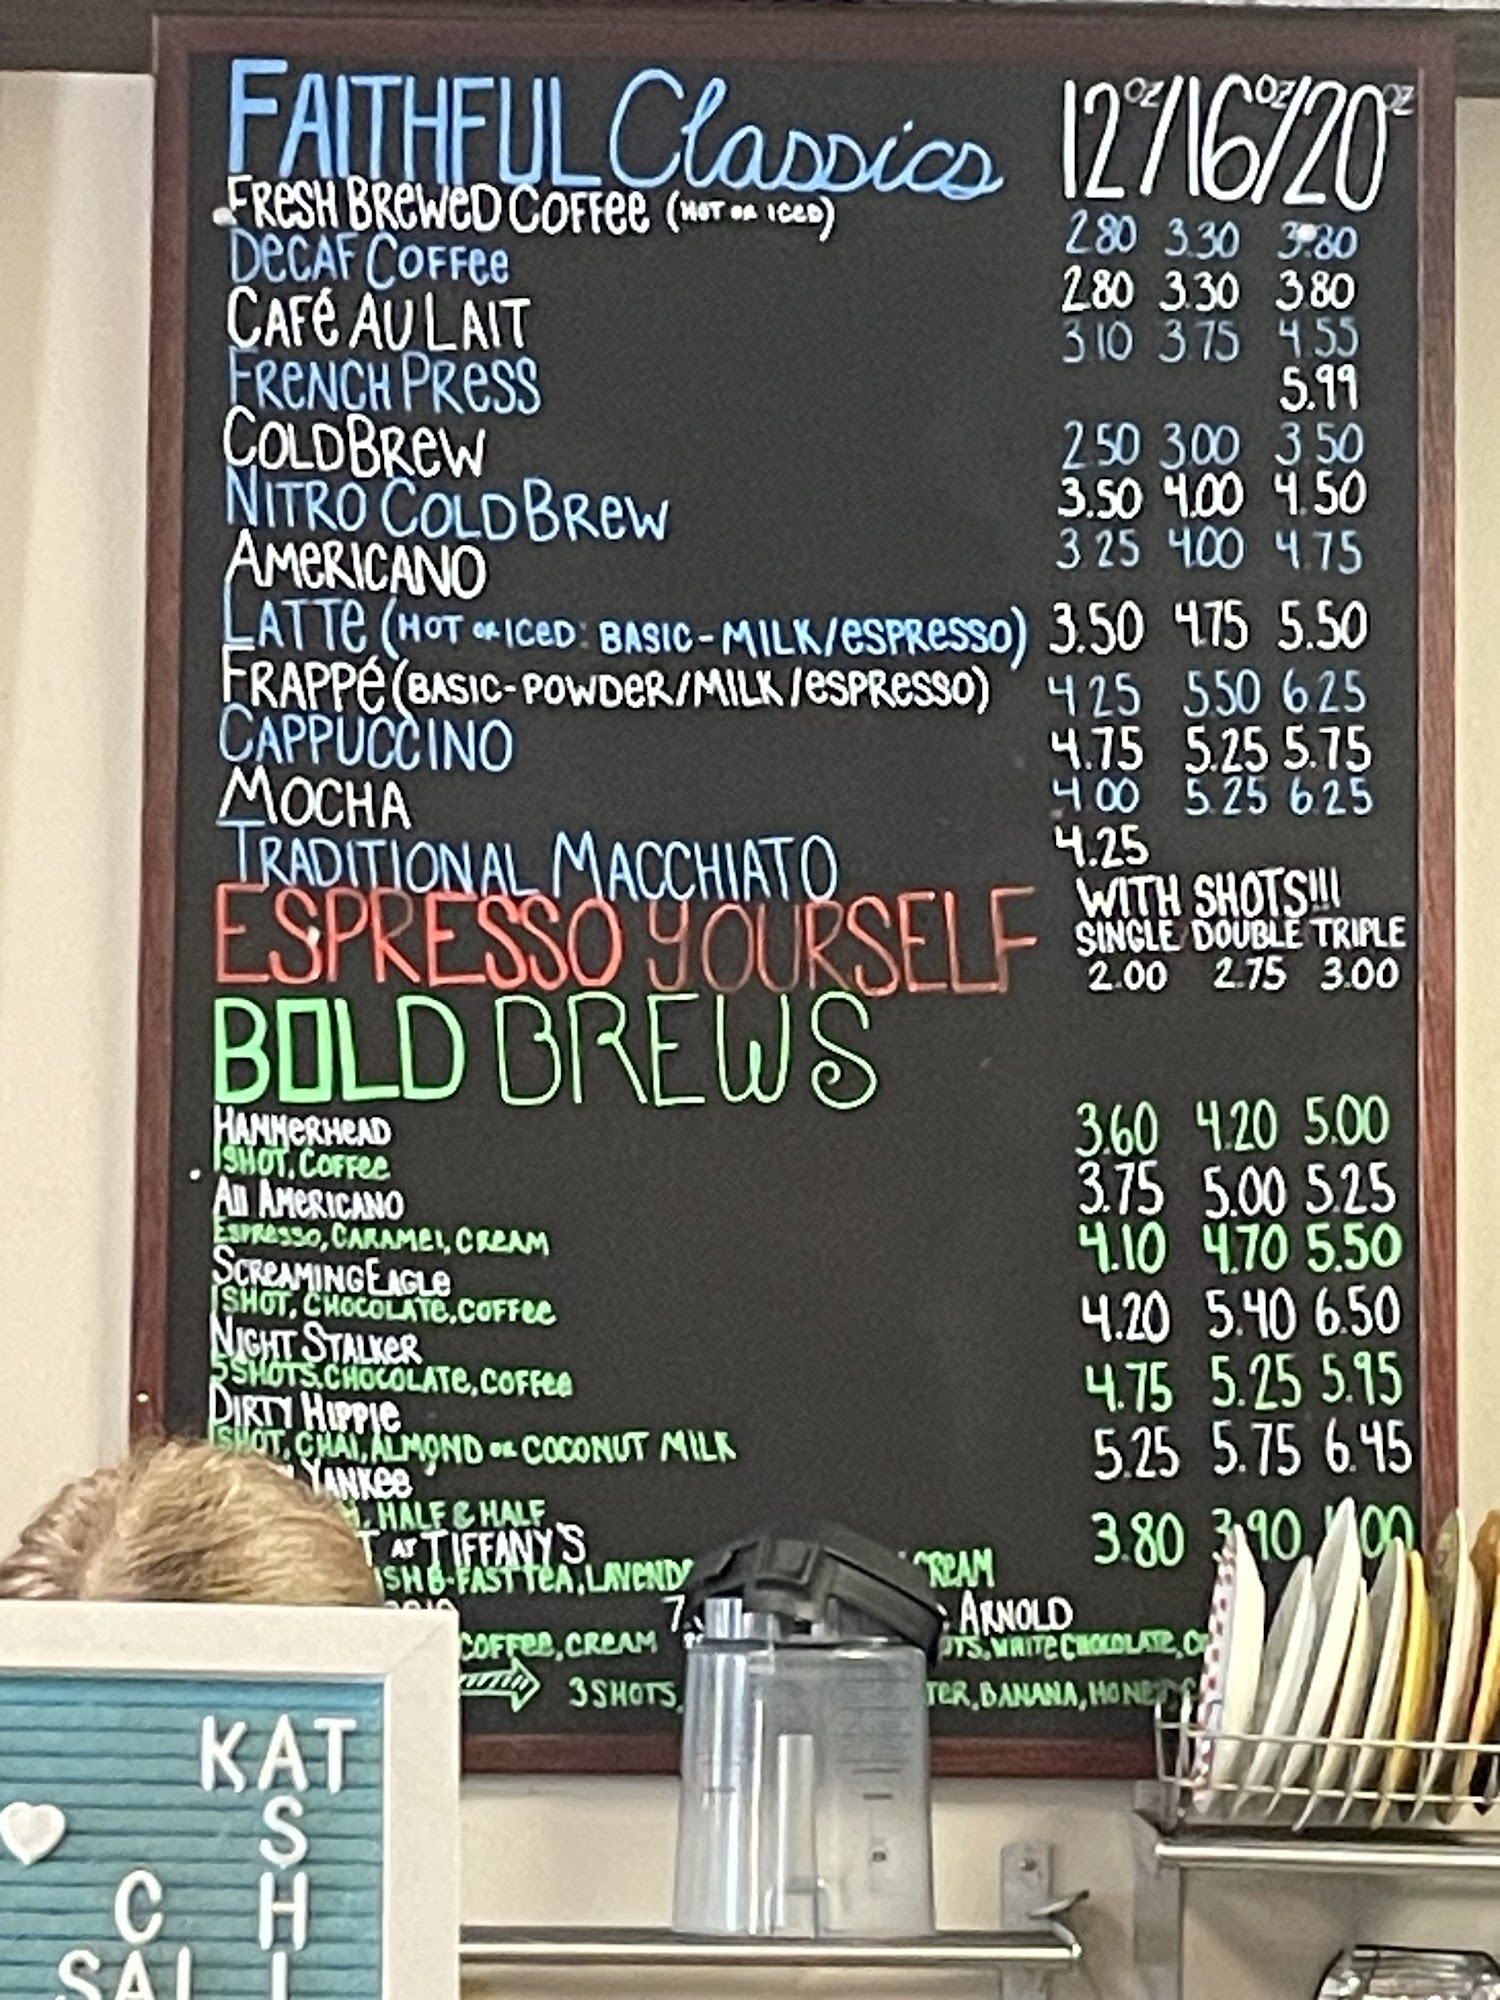 FAITHFUL Classics 12oz/16oz/20oz
FRESH BREWED COFFEE (HOT OR ICED) 2.80 3.30 3.80
DECAF COFFEE 2.80 3.30 3.80
CAFÉ AU LAIT 3.10 3.75 4.55
FRENCH PRESS 5.99
COLD BREW 2.50 3.00 3.50
NITRO COLD BREW 3.50 4.00 4.50
AMERICANO 3.25 4.00 4.75
LATTE (HOT OR ICED: BASIC-MILK/ESPRESSO) 3.50 4.75 5.50
FRAPPÉ (BASIC-POWDER/MILK/ESPRESSO) 4.25 5.50 6.25
CAPPUCCINO 4.75 5.25 5.75
MOCHA 4.00 5.25 6.25
TRADITIONAL MACCHIATO 4.25
ESPRESSO YOURSELF WITH SHOTS!!!
SINGLE DOUBLE TRIPLE
2.00 2.75 3.00
BOLD BREWS
HAMMERHEAD 3.60 4.20 5.00
1 SHOT, COFFEE
All AMERICANO 3.75 5.00 5.25
ESPRESSO, CARAMEL, CREAM
SCREAMING EAGLE 4.10 4.70 5.50
1 SHOT, CHOCOLATE, COFFEE
NIGHT STALKER 4.20 5.40 6.50
5 SHOTS, CHOCOLATE, COFFEE
DIRTY HIPPIE 4.75 5.25 5.95
1 SHOT, CHAI, ALMOND OR COCONUT MILK
YANKEE 5.25 5.75 6.45
HALF & HALF
AT TIFFANY'S 3.80 3.90
B-FAST TEA, CREAM
ARNOLD
COFFEE, CREAM WHITE CHOCOLATE,
3 SHOTS, BANANA, HONEY
KAT
S
C H
SAL I